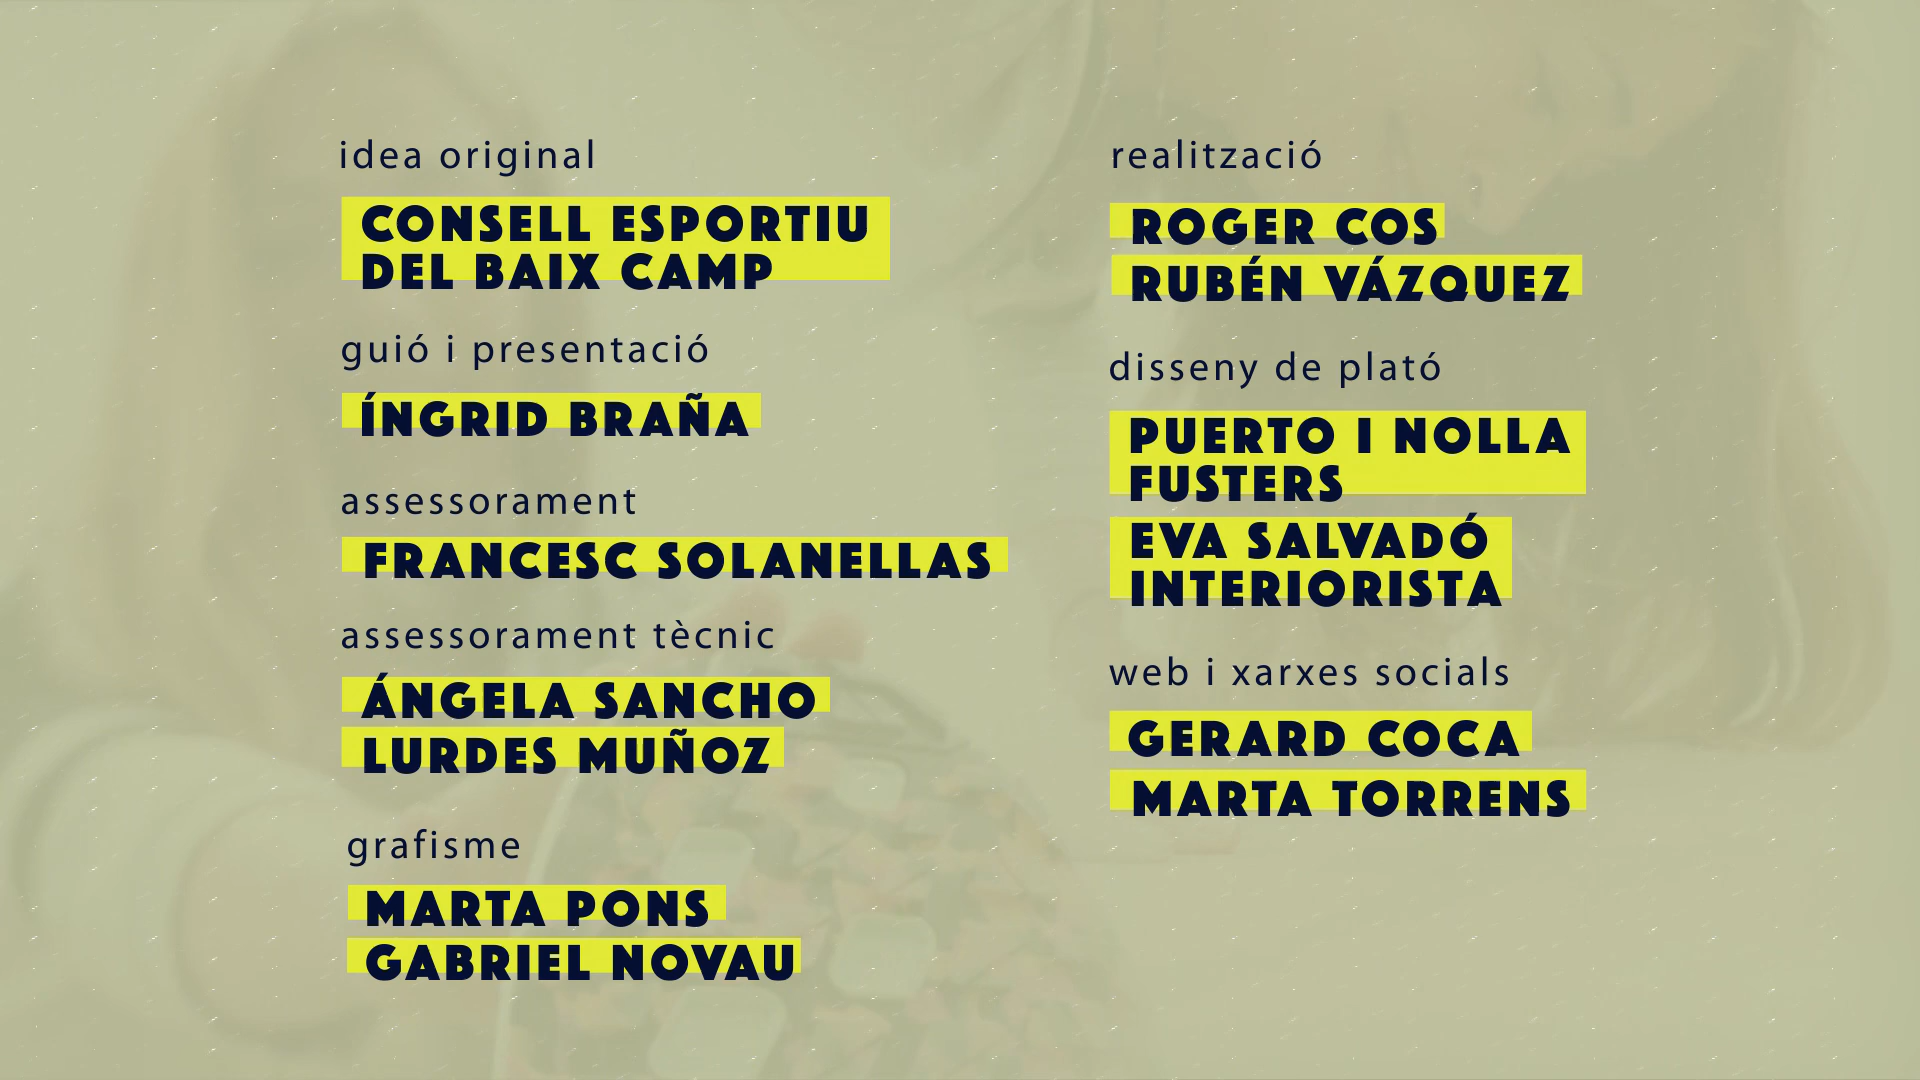 idea original
CONSELL ESPORTIU
DEL BAIX CAMP
guió i presentació
ÍNGRID BRAÑA
assessorament
FRANCESC SOLANELLAS
assessorament tècnic
ÁNGELA SANCHO
LURDES MUÑOZ
grafisme
MARTA PONS
GABRIEL NOVAU
realització
ROGER COS
RUBÉN VÁZQUEZ
disseny de plató
PUERTO I NOLLA
FUSTERS
EVA SALVADÓ
INTERIORISTA
web i xarxes socials
GERARD COCA
MARTA TORRENS